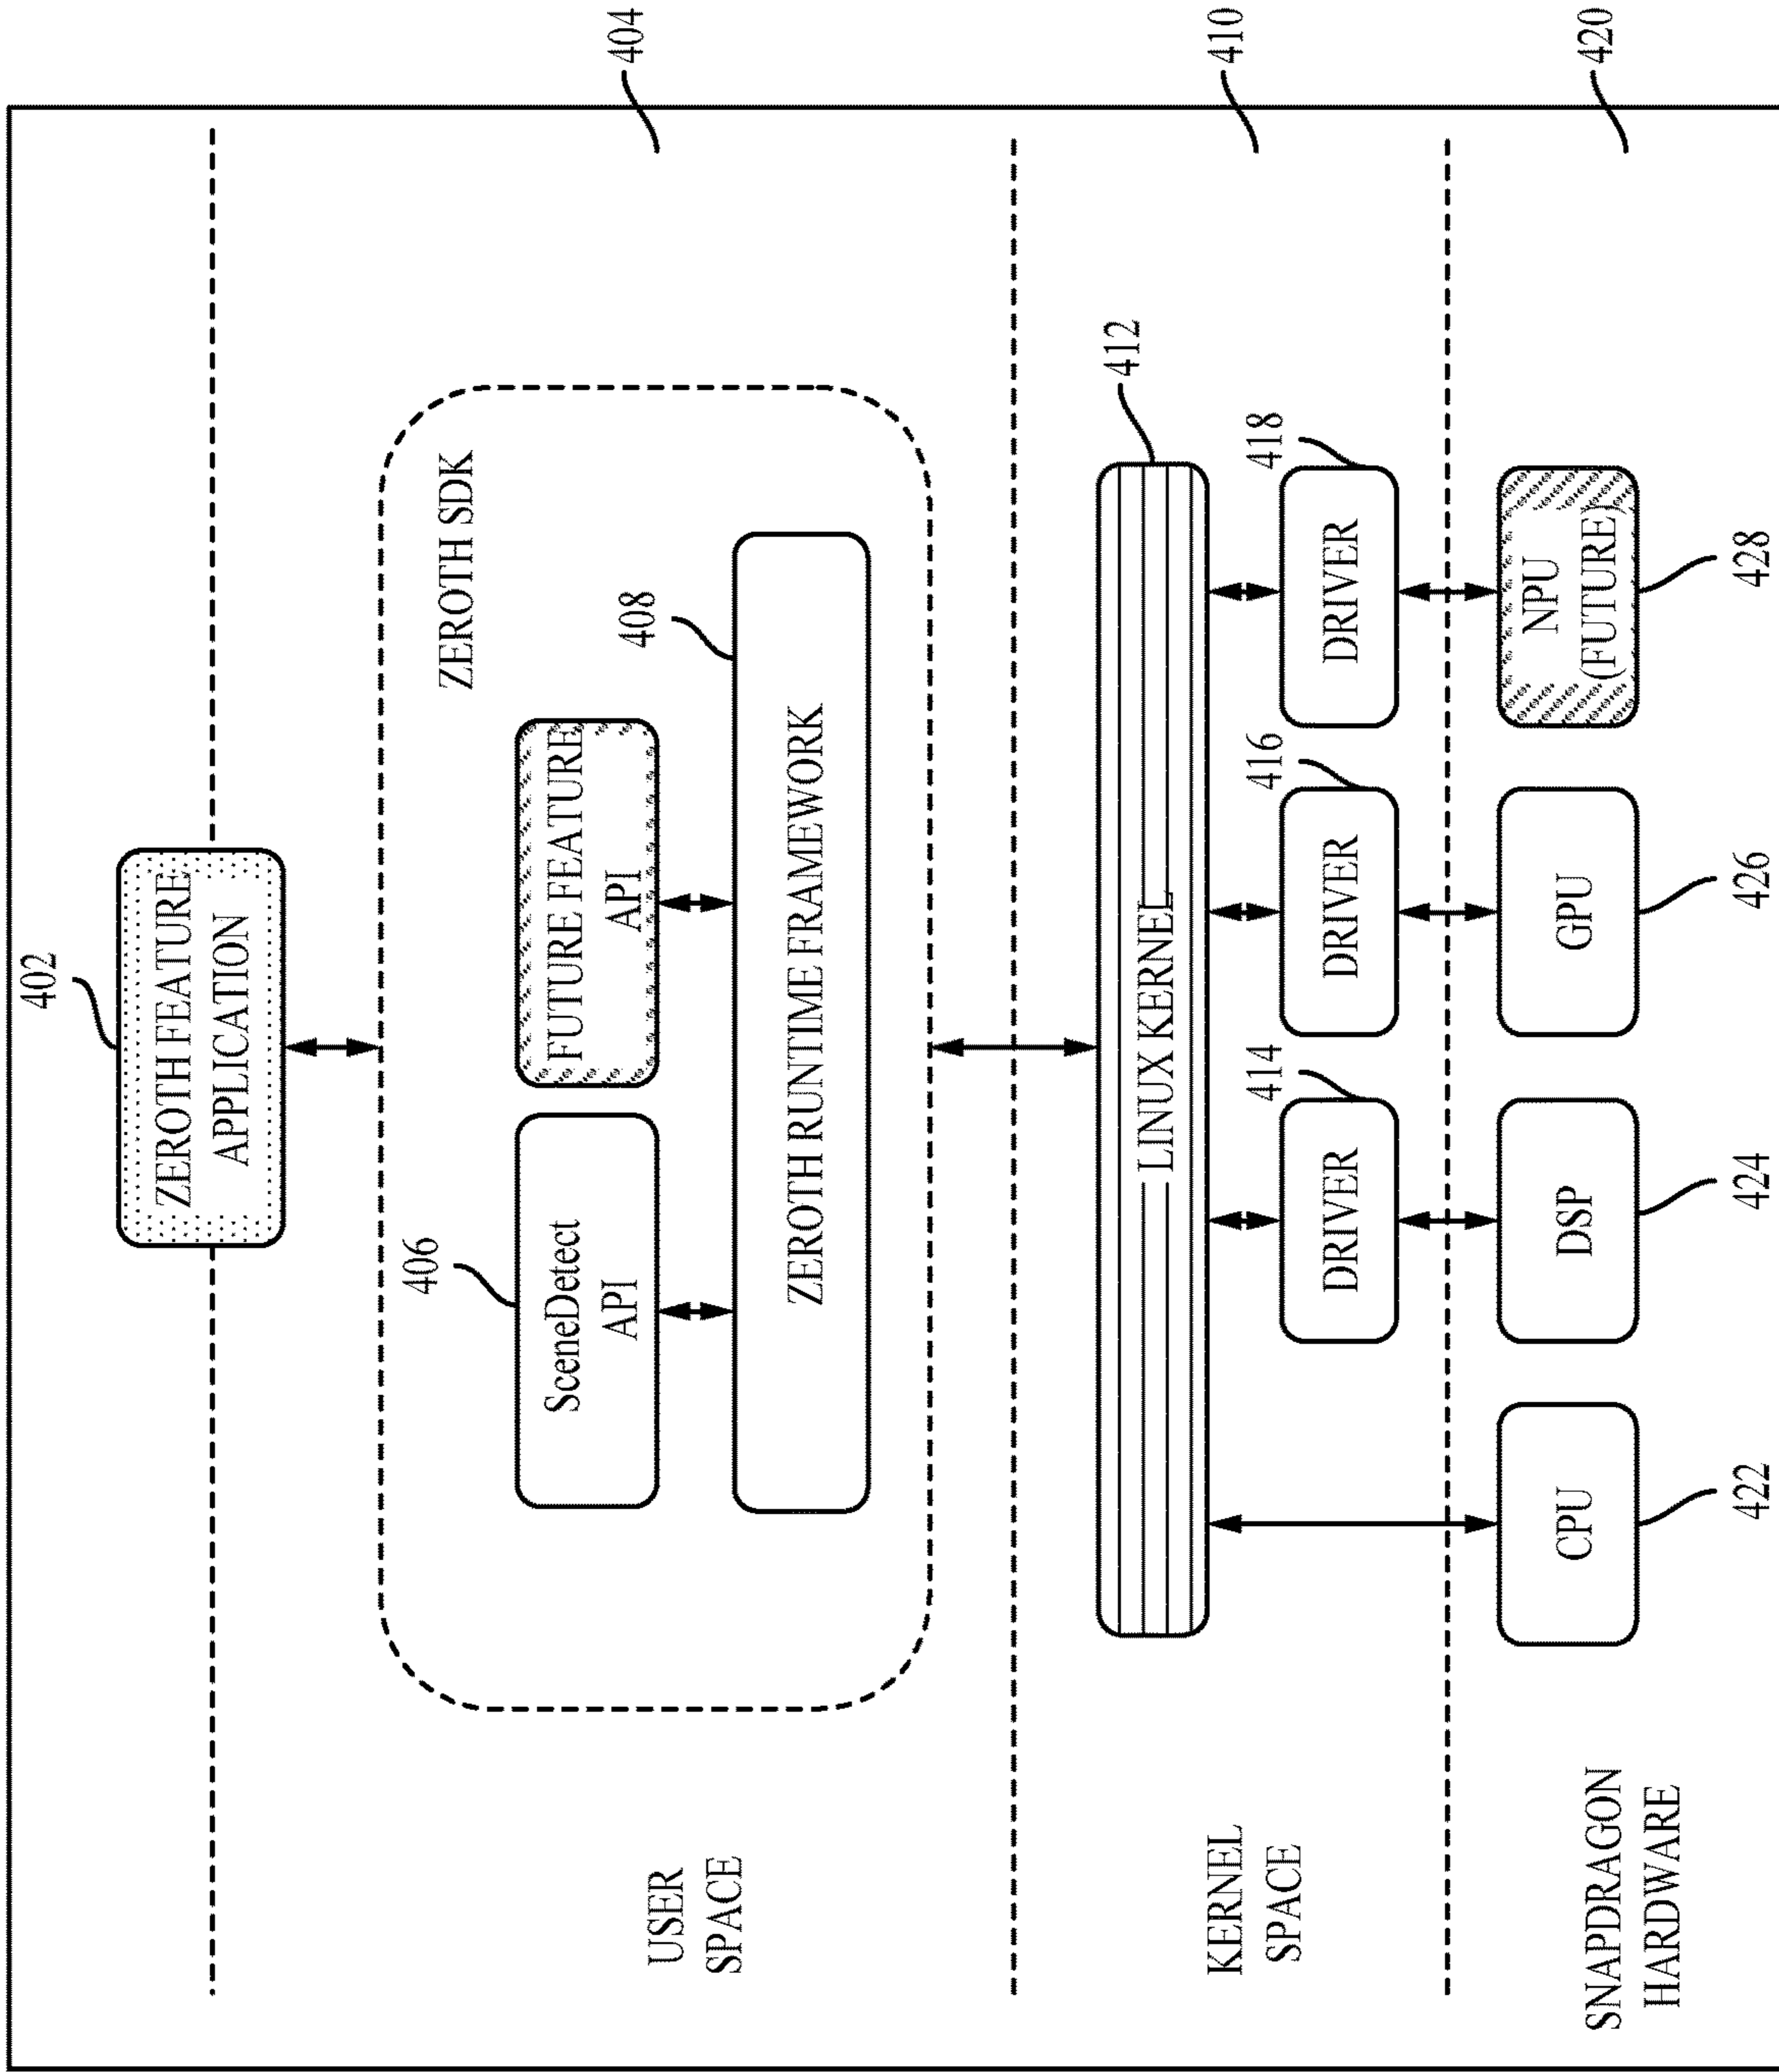 402
ZEROTH FEATURE
APPLICATION
404
USER
SPACE
ZEROTH SDK
406
SceneDetect
API
FUTURE FEATURE
API
408
ZEROTH RUNTIME FRAMEWORK
410
KERNEL
SPACE
412
LINUX KERNEL
414
DRIVER
416
DRIVER
418
DRIVER
420
SNAPDRAGON
HARDWARE
CPU
DSP
GPU
NPU
(FUTURE)
422
424
426
428